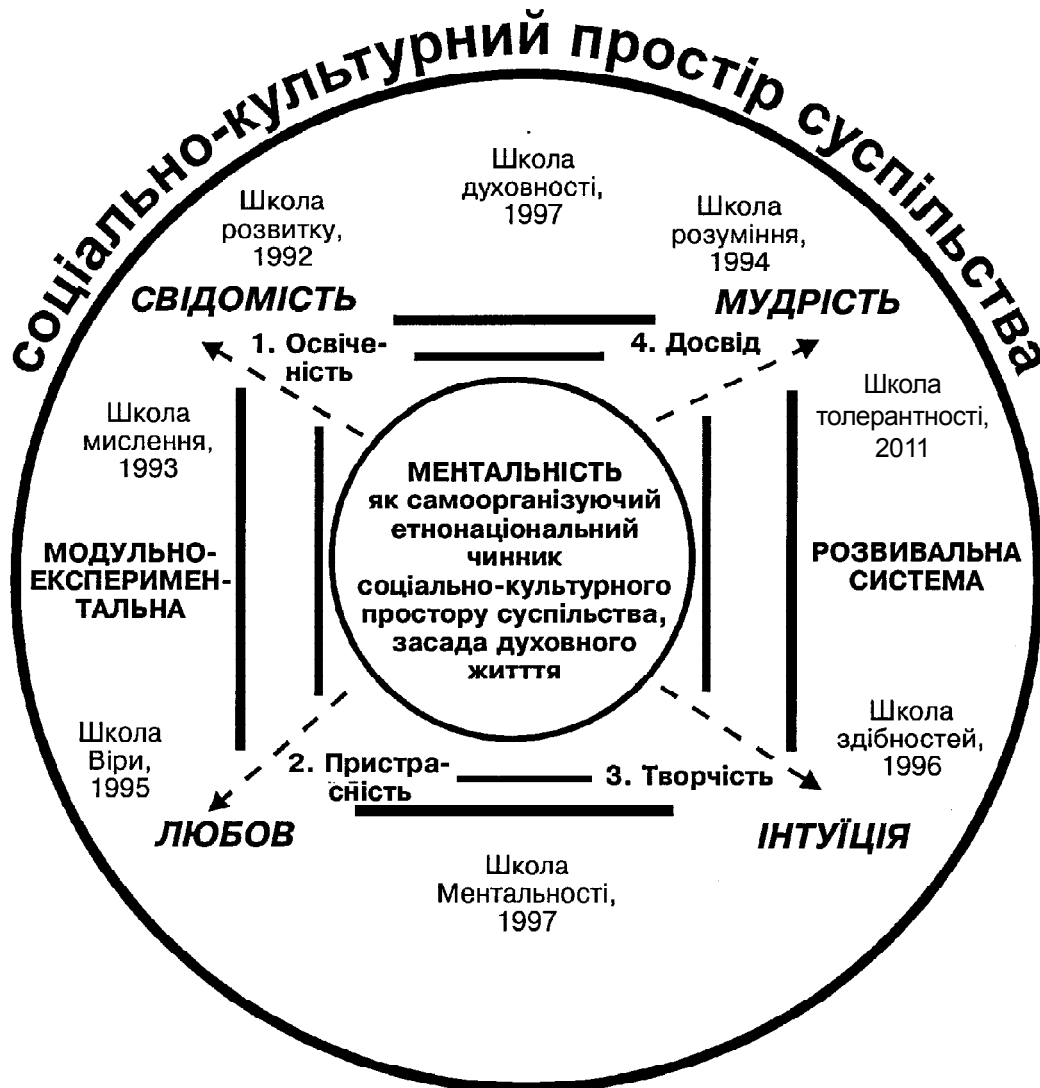 соціально-культурний простір суспільства
Школа
духовності,
1997
Школа
розвитку,
1992
СВІДОМІСТЬ
Школа
розуміння,
1994
МУДРІСТЬ
1. Освіче-
ність
4. Досвід
Школа
мислення,
1993
Школа
толерантності,
2011
МЕНТАЛЬНІСТЬ
як самоорганізуючий
етнонаціональний
чинник
соціально-культурного
простору суспільства,
засада духовного
житття
МОДУЛЬНО-
ЕКСПЕРИМЕН-
ТАЛЬНА
РОЗВИВАЛЬНА
СИСТЕМА
Школа
Віри,
1995
Школа
здібностей,
1996
2. Пристра-
сність
3. Творчість
ЛЮБОВ
ІНТУЇЦІЯ
Школа
Ментальності,
1997